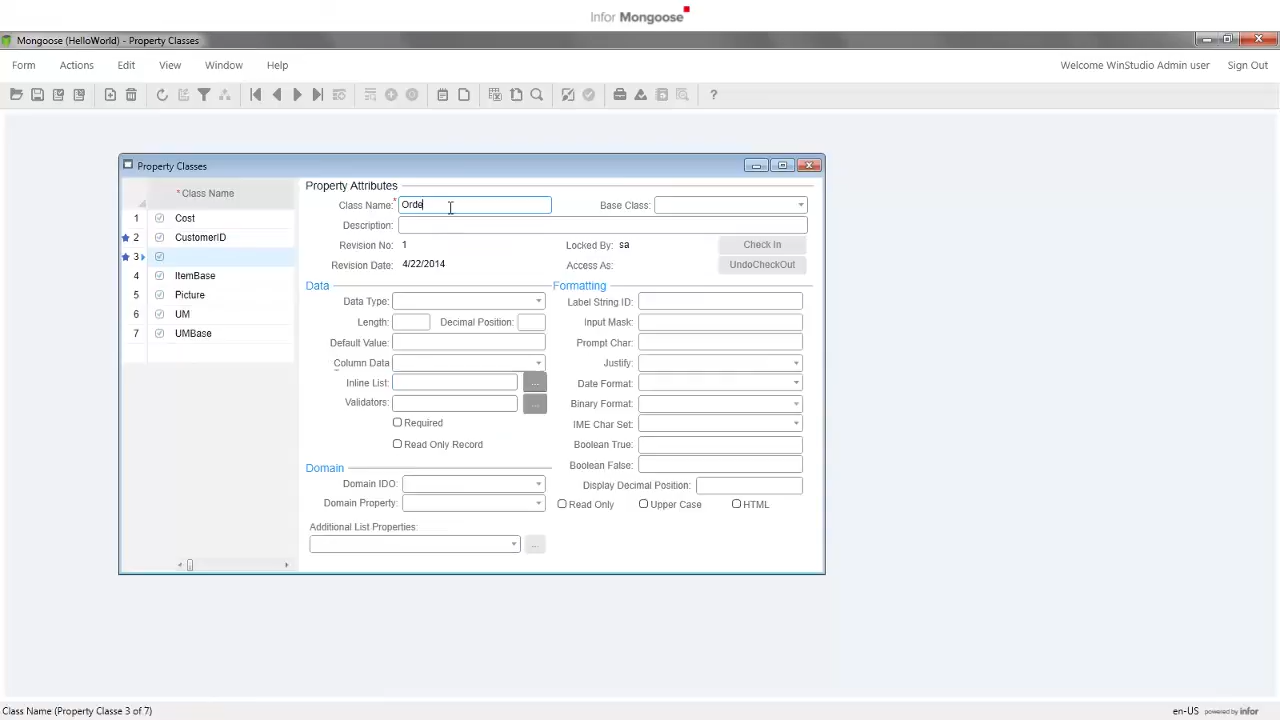 Infor Mongoose
Mongoose (HelloWorld) - Property Classes
Form Actions Edit View Window Help Welcome WinStudio Admin user Sign Out
Property Classes
* Class Name
1 Cost
2 CustomerID
3
4 ItemBase
5 Picture
6 UM
7 UMBase
Property Attributes
Class Name:* Orde Base Class:
Description:
Revision No: 1 Locked By: sa Check In
Revision Date: 4/22/2014 Access As: UndoCheckOut
Data Formatting
Data Type: Label String ID:
Length: Decimal Position: Input Mask:
Default Value: Prompt Char:
Column Data Justify:
Inline List: ... Date Format:
Validators: ... Binary Format:
Required IME Char Set:
Read Only Record Boolean True:
Domain Boolean False:
Domain IDO: Display Decimal Position:
Domain Property: Read Only Upper Case HTML
Additional List Properties:
...
Class Name (Property Classe 3 of 7) en-US powered by infor